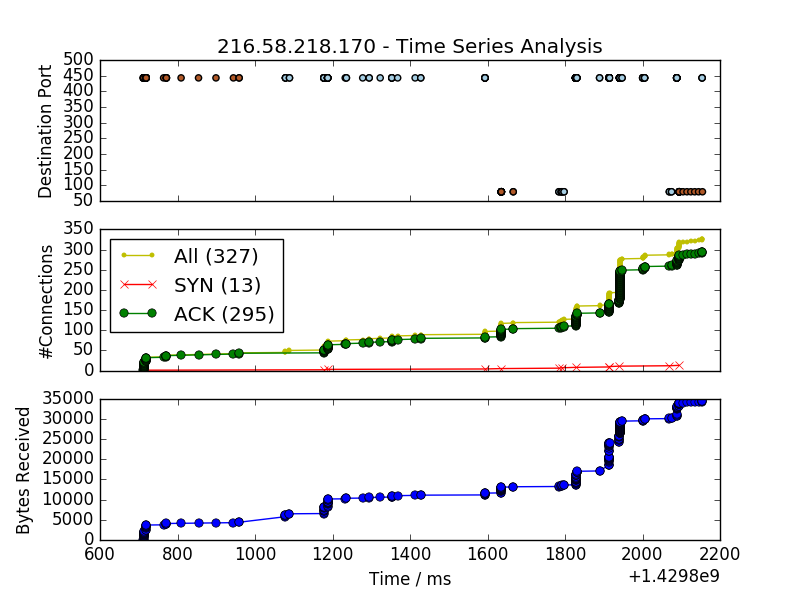 216.58.218.170 - Time Series Analysis
Destination Port
500
450
400
350
300
250
200
150
100
50
#Connections
350
300
250
200
150
100
50
0
All (327)
SYN (13)
ACK (295)
Bytes Received
35000
30000
25000
20000
15000
10000
5000
0
600 800 1000 1200 1400 1600 1800 2000 2200
Time / ms
+1.4298e9